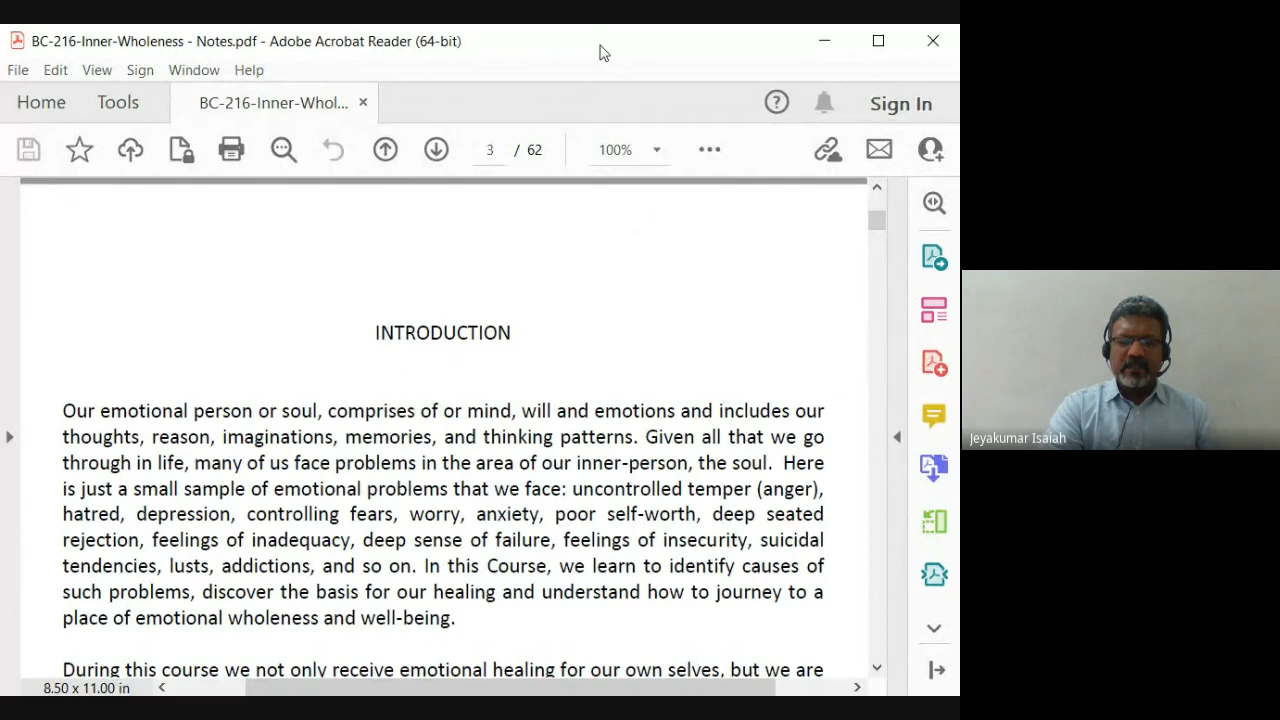 BC-216-Inner-Wholeness - Notes.pdf - Adobe Acrobat Reader (64-bit)
File Edit View Sign Window Help
Home Tools BC-216-Inner-Whol... × Sign In
3 / 62 100%
INTRODUCTION
Our emotional person or soul, comprises of or mind, will and emotions and includes our
thoughts, reason, imaginations, memories, and thinking patterns. Given all that we go
through in life, many of us face problems in the area of our inner-person, the soul. Here
is just a small sample of emotional problems that we face: uncontrolled temper (anger),
hatred, depression, controlling fears, worry, anxiety, poor self-worth, deep seated
rejection, feelings of inadequacy, deep sense of failure, feelings of insecurity, suicidal
tendencies, lusts, addictions, and so on. In this Course, we learn to identify causes of
such problems, discover the basis for our healing and understand how to journey to a
place of emotional wholeness and well-being.
During this course we not only receive emotional healing for our own selves, but we are
8.50 x 11.00 in
Jeyakumar Isaiah